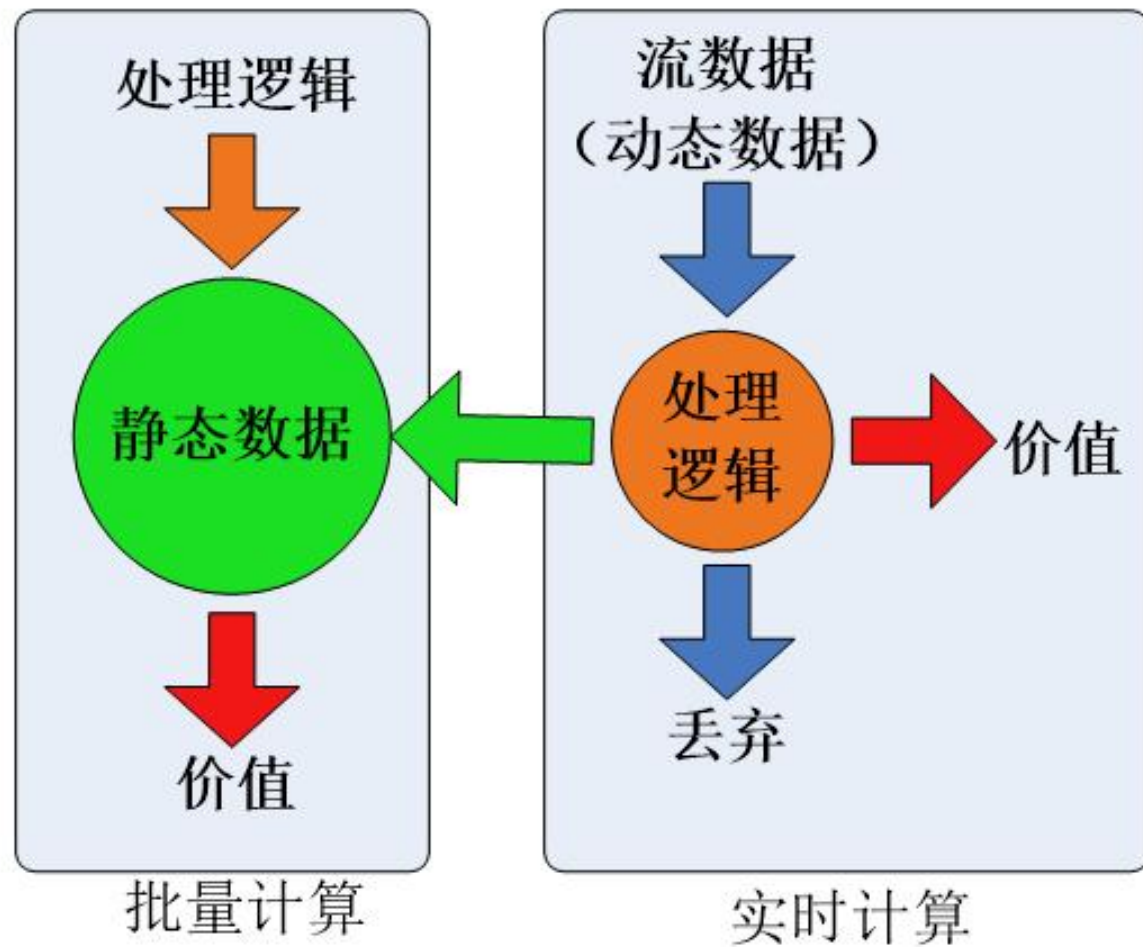 处理逻辑
静态数据
价值
批量计算
流数据
（动态数据）
处理
逻辑
价值
丢弃
实时计算